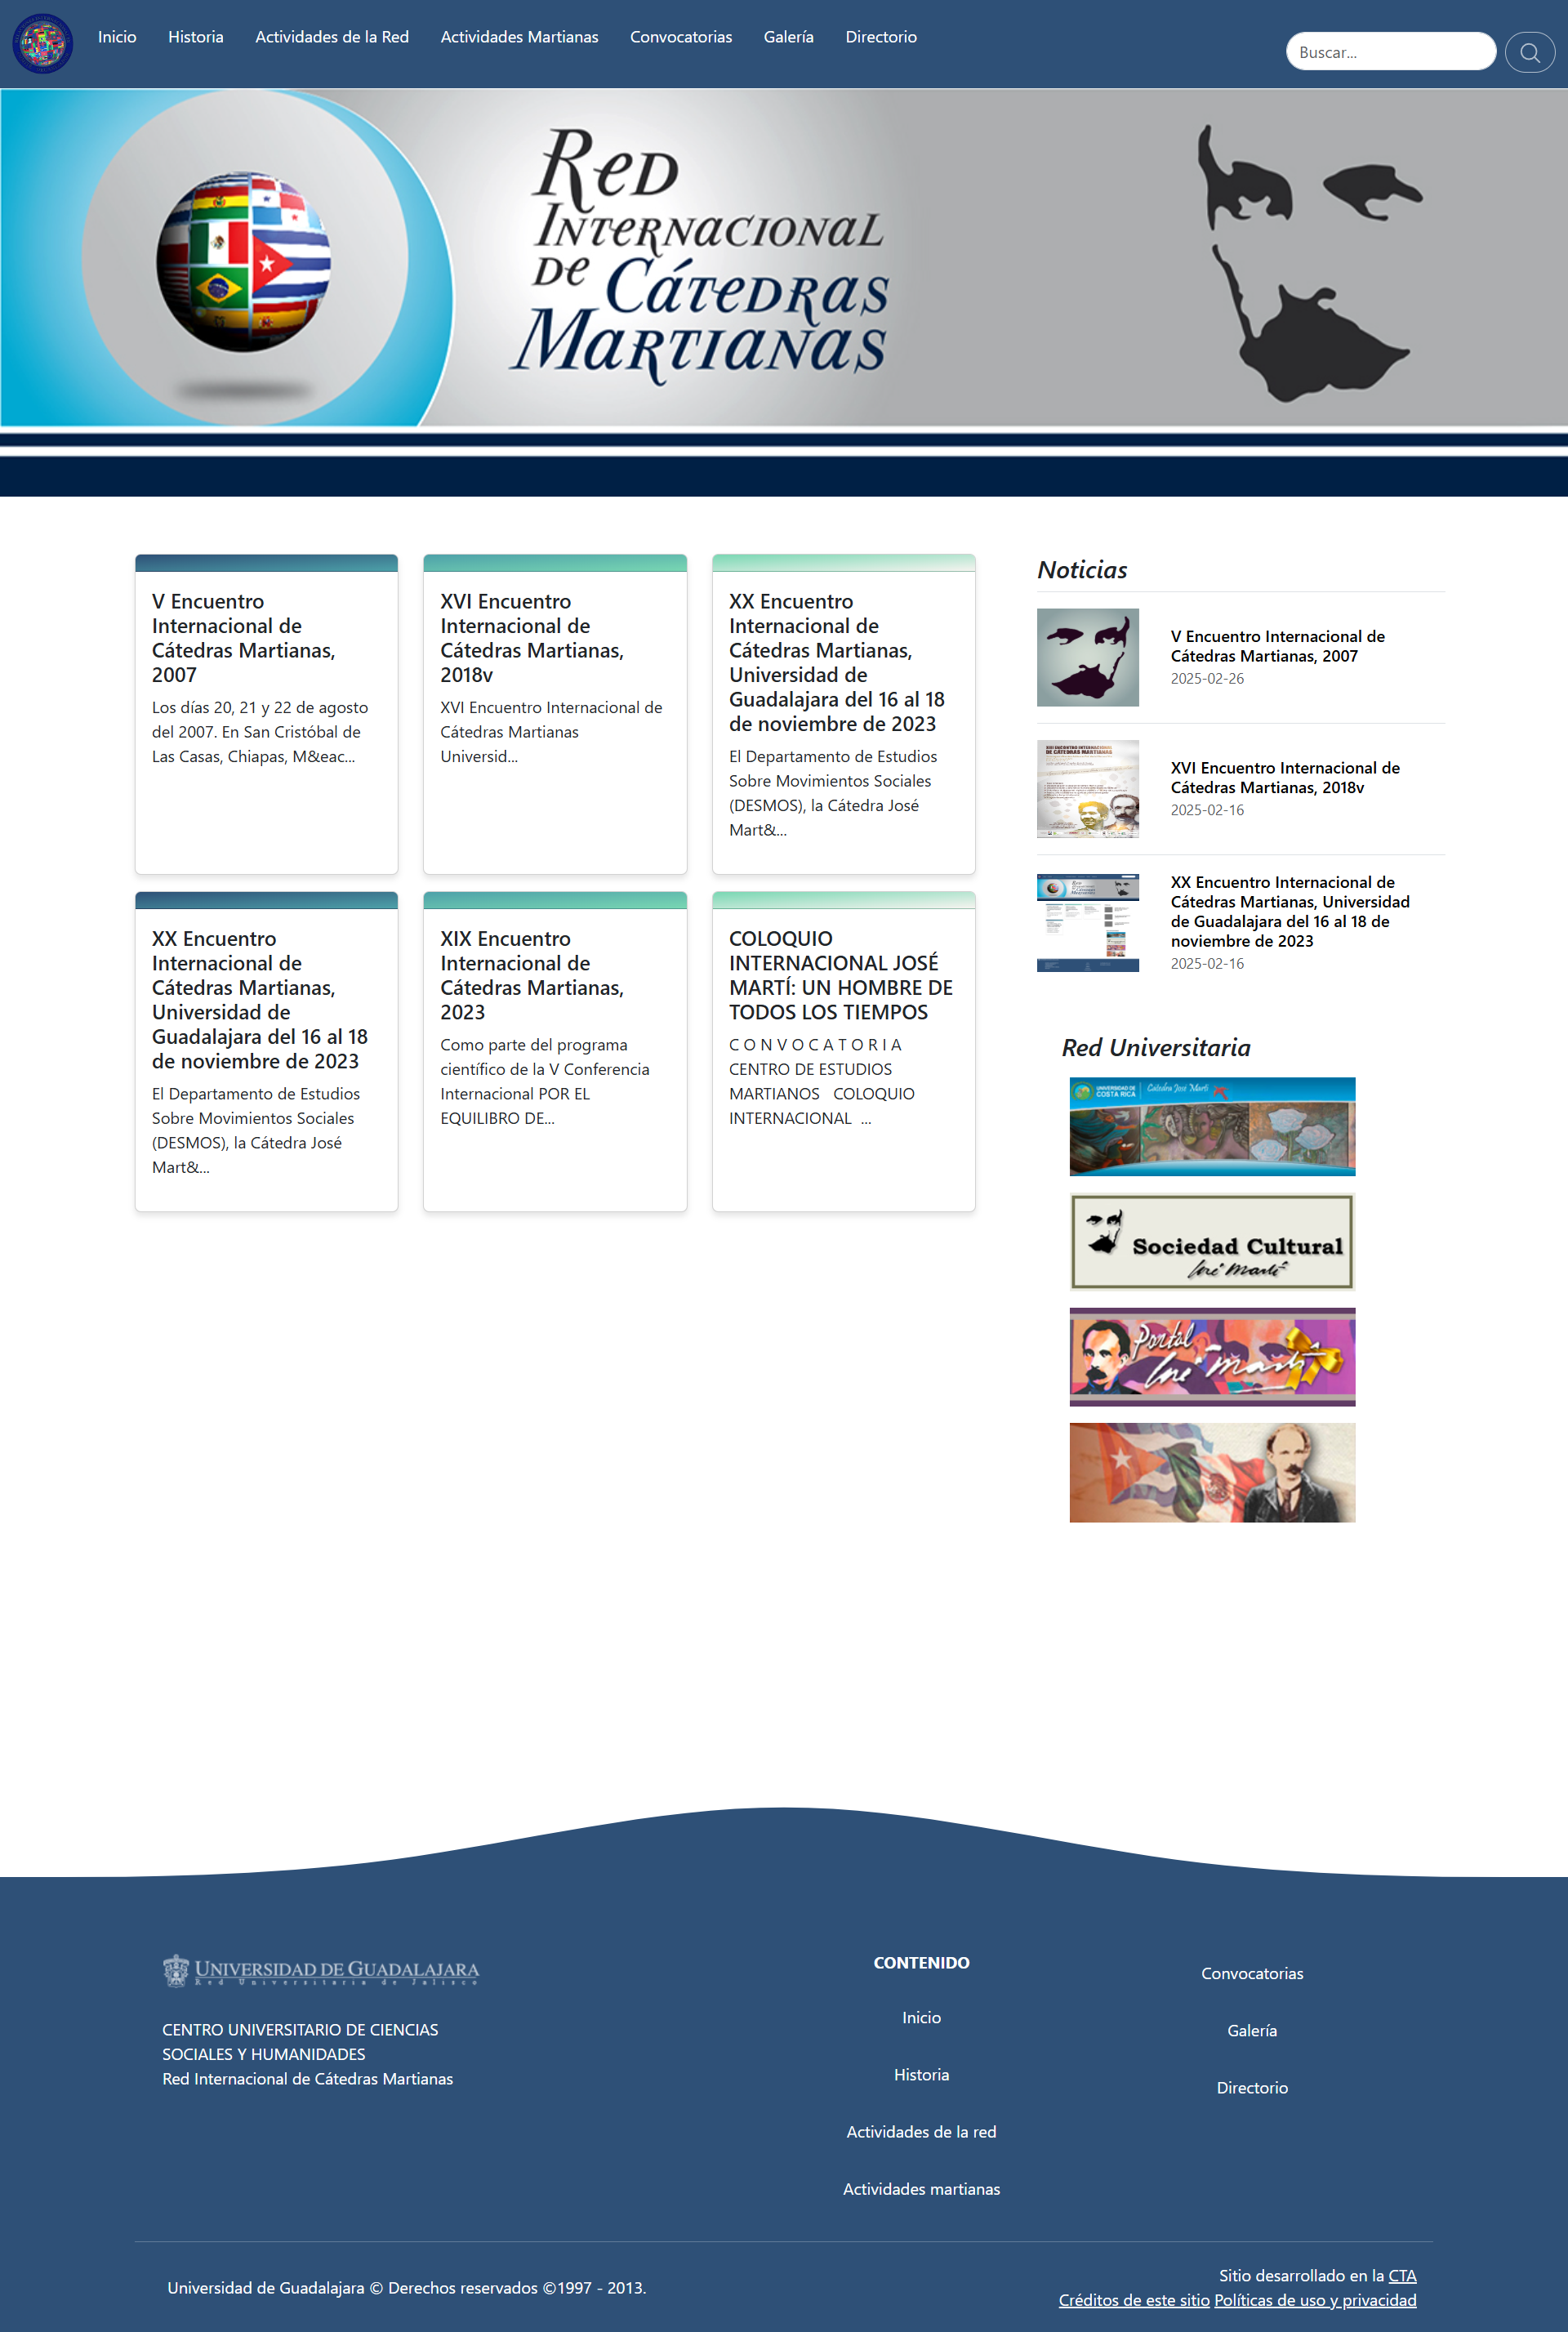 Inicio Historia Actividades de la Red Actividades Martianas Convocatorias Galería Directorio
Buscar...
Red
Internacional
de Cátedras
Martianas
V Encuentro
Internacional de
Cátedras Martianas,
2007
Los días 20, 21 y 22 de agosto
del 2007. En San Cristóbal de
Las Casas, Chiapas, M&eac...
XVI Encuentro
Internacional de
Cátedras Martianas,
2018v
XVI Encuentro Internacional de
Cátedras Martianas
Universid...
XX Encuentro
Internacional de
Cátedras Martianas,
Universidad de
Guadalajara del 16 al 18
de noviembre de 2023
El Departamento de Estudios
Sobre Movimientos Sociales
(DESMOS), la Cátedra José
Mart&...
XX Encuentro
Internacional de
Cátedras Martianas,
Universidad de
Guadalajara del 16 al 18
de noviembre de 2023
El Departamento de Estudios
Sobre Movimientos Sociales
(DESMOS), la Cátedra José
Mart&...
XIX Encuentro
Internacional de
Cátedras Martianas,
2023
Como parte del programa
científico de la V Conferencia
Internacional POR EL
EQUILIBRO DE...
COLOQUIO
INTERNACIONAL JOSÉ
MARTÍ: UN HOMBRE DE
TODOS LOS TIEMPOS
C O N V O C A T O R I A
CENTRO DE ESTUDIOS
MARTIANOS COLOQUIO
INTERNACIONAL ...
Noticias
V Encuentro Internacional de
Cátedras Martianas, 2007
2025-02-26
XVI ENCUENTRO INTERNACIONAL
DE CÁTEDRAS MARTIANAS
XVI Encuentro Internacional de
Cátedras Martianas, 2018v
2025-02-16
Red
Internacional
de Cátedras
Martianas
XX Encuentro Internacional de
Cátedras Martianas, Universidad
de Guadalajara del 16 al 18 de
noviembre de 2023
2025-02-16
Red Universitaria
UNIVERSIDAD DE
COSTA RICA
Cátedra José Martí
Sociedad Cultural
José Martí
Portal
José Martí
Universidad de Guadalajara
Red Universitaria de Jalisco
CENTRO UNIVERSITARIO DE CIENCIAS
SOCIALES Y HUMANIDADES
Red Internacional de Cátedras Martianas
CONTENIDO
Inicio
Historia
Actividades de la red
Actividades martianas
Convocatorias
Galería
Directorio
Universidad de Guadalajara © Derechos reservados ©1997 - 2013.
Sitio desarrollado en la CTA
Créditos de este sitio Políticas de uso y privacidad